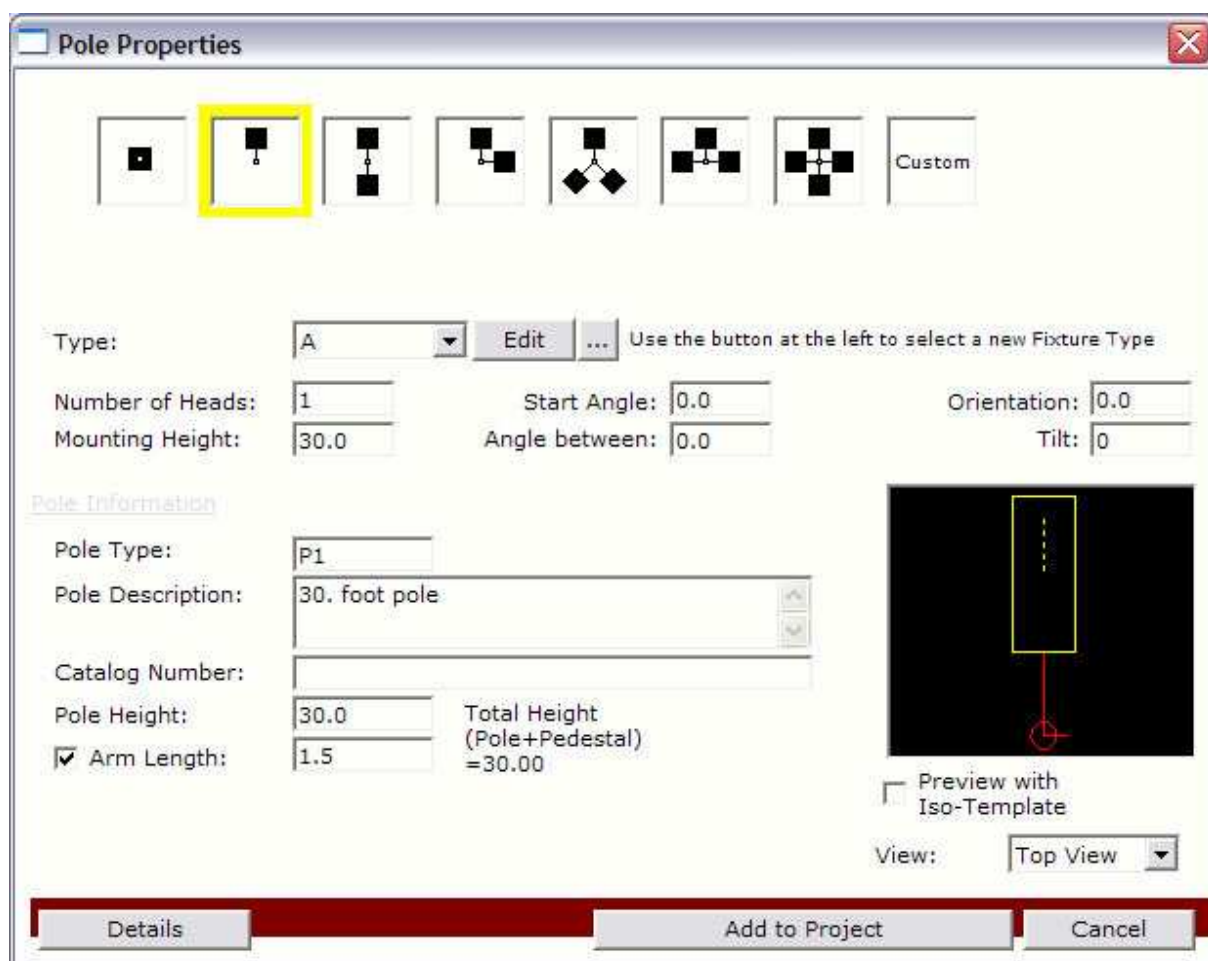 Pole Properties
Custom
Type: A Edit ... Use the button at the left to select a new Fixture Type
Number of Heads: 1 Start Angle: 0.0 Orientation: 0.0
Mounting Height: 30.0 Angle between: 0.0 Tilt: 0
Pole Information
Pole Type: P1
Pole Description: 30. foot pole
Catalog Number:
Pole Height: 30.0
Arm Length: 1.5
Total Height
(Pole+Pedestal)
=30.00
Preview with
Iso-Template
View: Top View
Details Add to Project Cancel